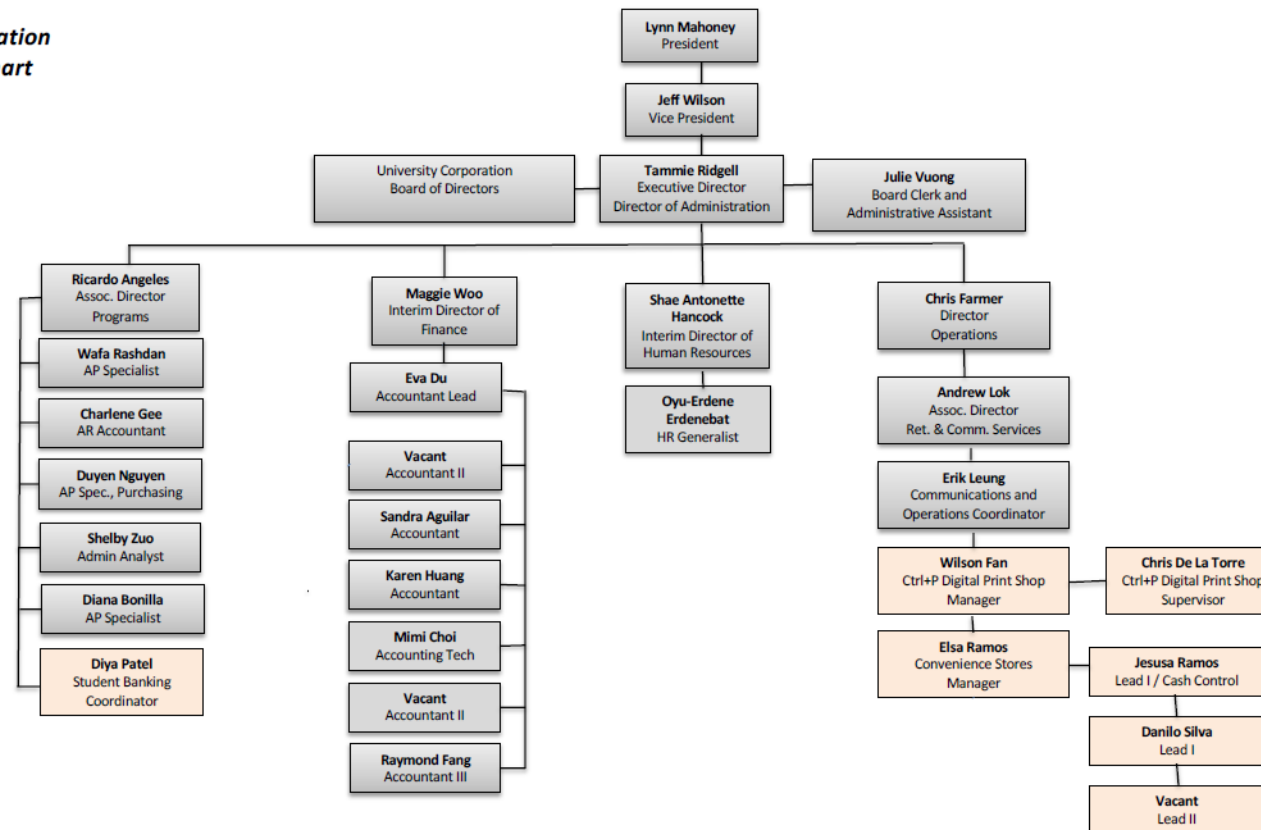 ation
art
Lynn Mahoney
President
Jeff Wilson
Vice President
University Corporation
Board of Directors
Tammie Ridgell
Executive Director
Director of Administration
Julie Vuong
Board Clerk and
Administrative Assistant
Ricardo Angeles
Assoc. Director
Programs
Wafa Rashdan
AP Specialist
Charlene Gee
AR Accountant
Duyen Nguyen
AP Spec., Purchasing
Shelby Zuo
Admin Analyst
Diana Bonilla
AP Specialist
Diya Patel
Student Banking
Coordinator
Maggie Woo
Interim Director of
Finance
Eva Du
Accountant Lead
Vacant
Accountant II
Sandra Aguilar
Accountant
Karen Huang
Accountant
Mimi Choi
Accounting Tech
Vacant
Accountant II
Raymond Fang
Accountant III
Shae Antonette
Hancock
Interim Director of
Human Resources
Oyu-Erdene
Erdenebat
HR Generalist
Chris Farmer
Director
Operations
Andrew Lok
Assoc. Director
Ret. & Comm. Services
Erik Leung
Communications and
Operations Coordinator
Wilson Fan
Ctrl+P Digital Print Shop
Manager
Chris De La Torre
Ctrl+P Digital Print Shop
Supervisor
Elsa Ramos
Convenience Stores
Manager
Jesusa Ramos
Lead I / Cash Control
Danilo Silva
Lead I
Vacant
Lead II